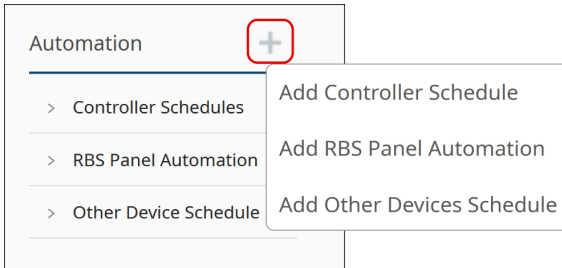 Automation
Controller Schedules
RBS Panel Automation
Other Device Schedule
Add Controller Schedule
Add RBS Panel Automation
Add Other Devices Schedule